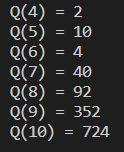 Q(4) = 2
Q(5) = 10
Q(6) = 4
Q(7) = 40
Q(8) = 92
Q(9) = 352
Q(10) = 724